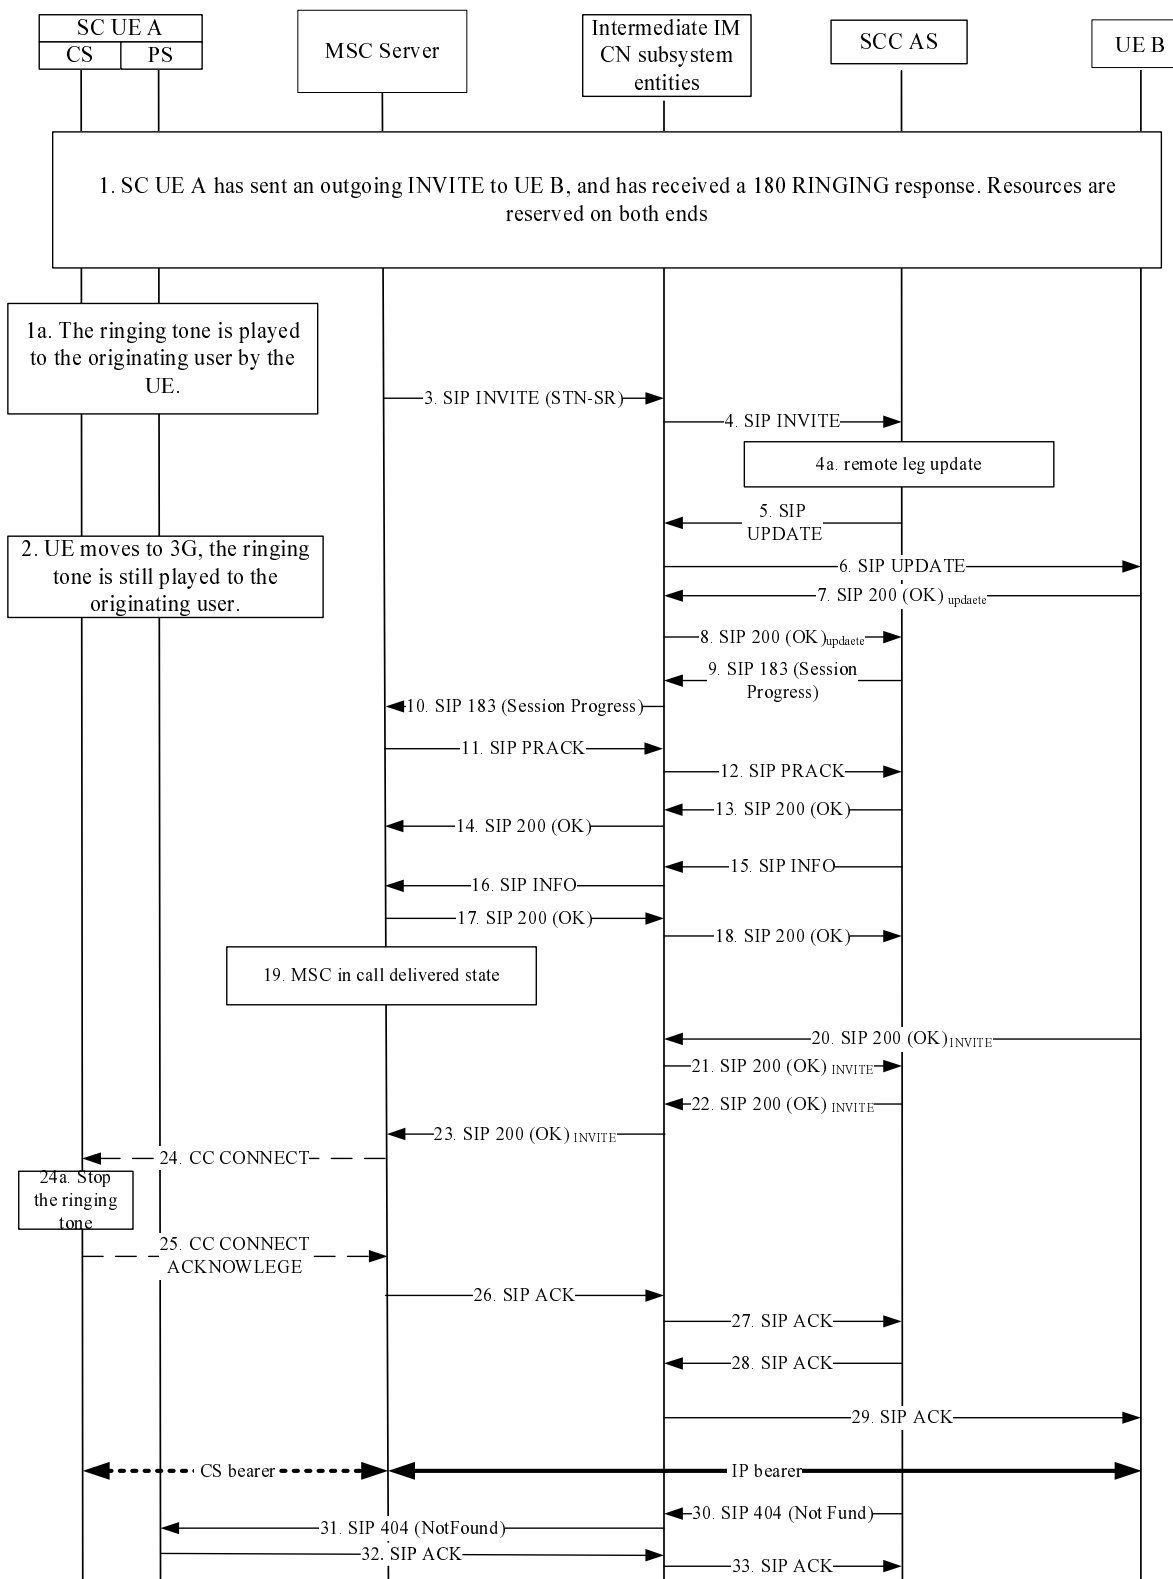 SC UE A
CS
PS
MSC Server
Intermediate IM
CN subsystem
entities
SCC AS
UE B
1. SC UE A has sent an outgoing INVITE to UE B, and has received a 180 RINGING response. Resources are
reserved on both ends
1a. The ringing tone is played
to the originating user by the
UE.
3. SIP INVITE (STN-SR)
4. SIP INVITE
4a. remote leg update
5. SIP
UPDATE
2. UE moves to 3G, the ringing
tone is still played to the
originating user.
6. SIP UPDATE
7. SIP 200 (OK) updaete
8. SIP 200 (OK)updaete
9. SIP 183 (Session
Progress)
10. SIP 183 (Session Progress)
11. SIP PRACK
12. SIP PRACK
13. SIP 200 (OK)
14. SIP 200 (OK)
15. SIP INFO
16. SIP INFO
17. SIP 200 (OK)
18. SIP 200 (OK)
19. MSC in call delivered state
20. SIP 200 (OK)INVITE
21. SIP 200 (OK) INVITE
22. SIP 200 (OK) INVITE
23. SIP 200 (OK) INVITE
24. CC CONNECT
24a. Stop
the ringing
tone
25. CC CONNECT
ACKNOWLEGE
26. SIP ACK
27. SIP ACK
28. SIP ACK
29. SIP ACK
CS bearer
IP bearer
30. SIP 404 (Not Fund)
31. SIP 404 (NotFound)
32. SIP ACK
33. SIP ACK